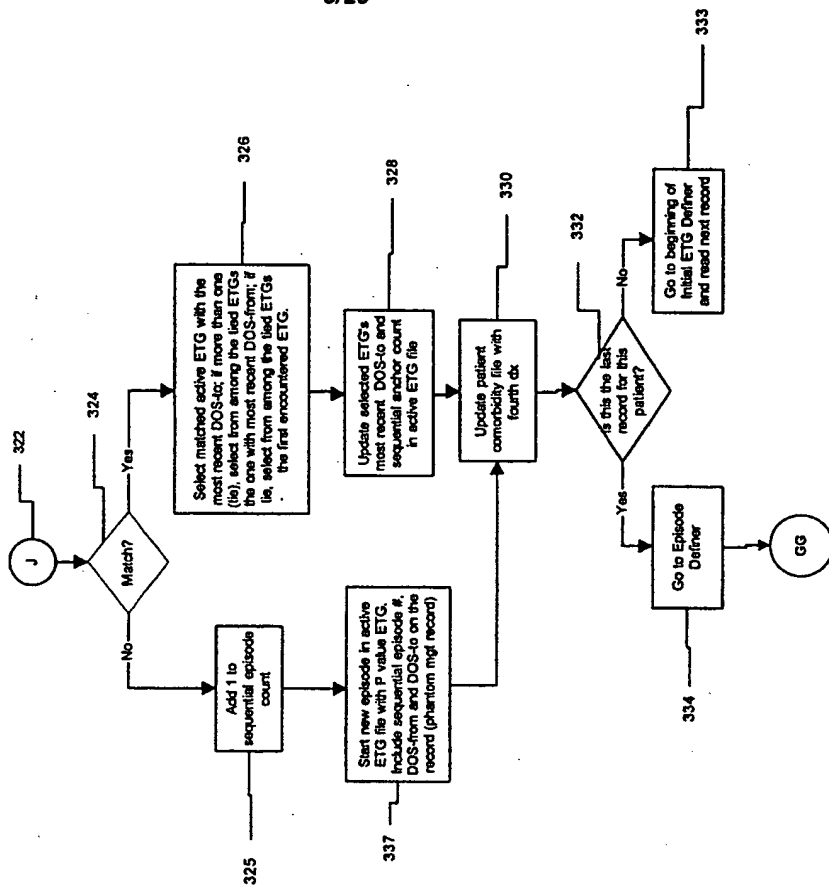 322
J
324
Match?
No
Yes
326
Select matched active ETG with the
most recent DOS-to; if more than one
(tie), select from among the tied ETGs
the one with most recent DOS-from; if
tie, select from among the tied ETGs
the first encountered ETG.
325
Add 1 to
sequential episode
count
328
Update selected ETG's
most recent DOS-to and
sequential anchor count
in active ETG file
337
Start new episode in active
ETG file with P value ETG.
Include sequential episode #,
DOS-from and DOS-to on the
record (phantom mgt record)
330
Update patient
comorbidity file with
fourth dx
332
Is this the last
record for this
patient?
Yes
No
333
Go to beginning of
Initial ETG Definer
and read next record
334
Go to Episode
Definer
GG